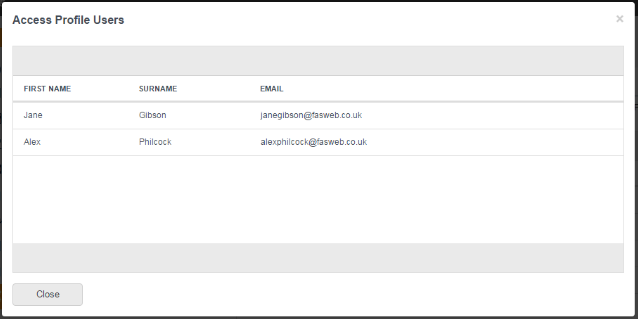 Access Profile Users ×
FIRST NAME SURNAME EMAIL
Jane Gibson janegibson@fasweb.co.uk
Alex Philcock alexphilcock@fasweb.co.uk
Close